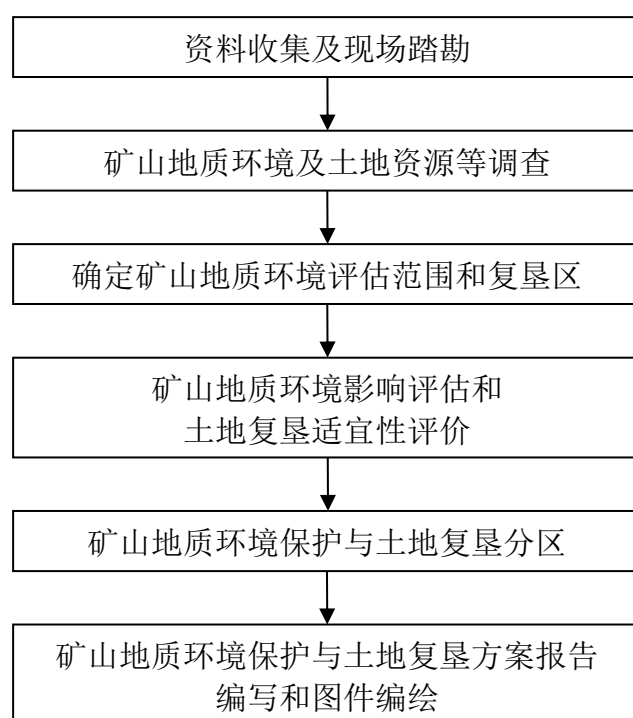 资料收集及现场踏勘
矿山地质环境及土地资源等调查
确定矿山地质环境评估范围和复垦区
矿山地质环境影响评估和
土地复垦适宜性评价
矿山地质环境保护与土地复垦分区
矿山地质环境保护与土地复垦方案报告
编写和图件编绘